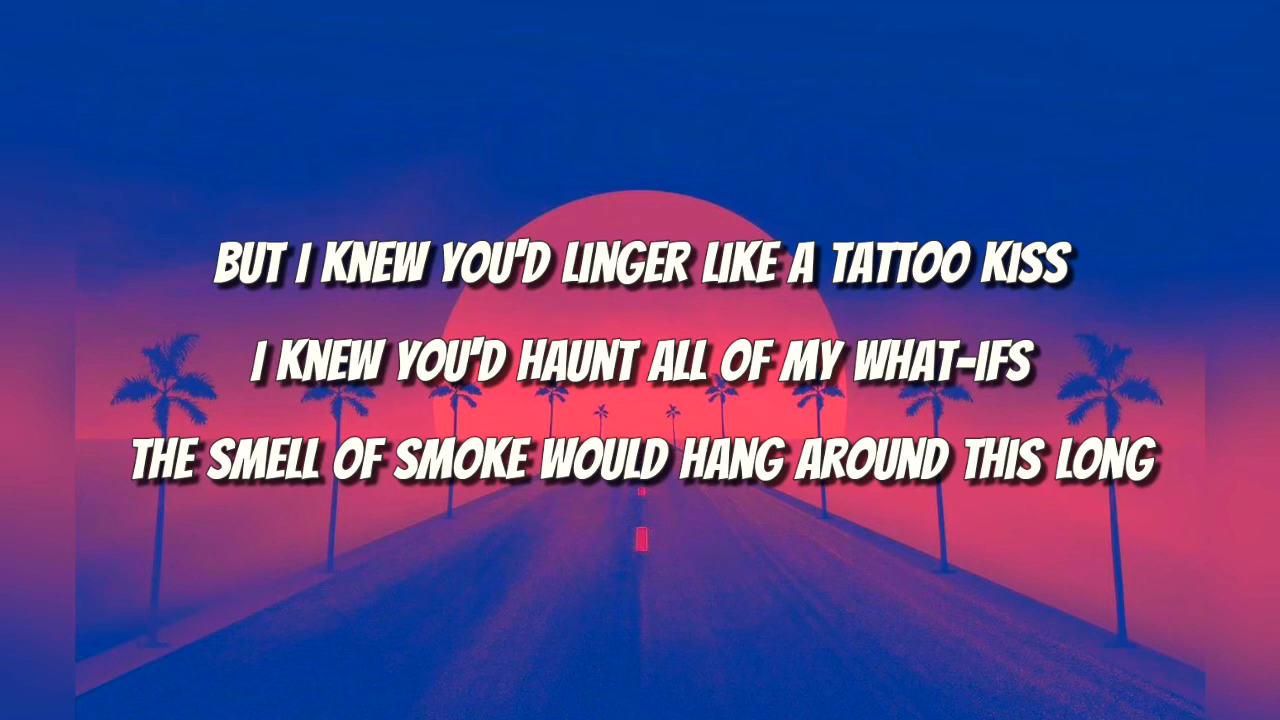 BUT I KNEW YOU'D LINGER LIKE A TATTOO KISS
I KNEW YOU'D HAUNT ALL OF MY WHAT-IFS
THE SMELL OF SMOKE WOULD HANG AROUND THIS LONG